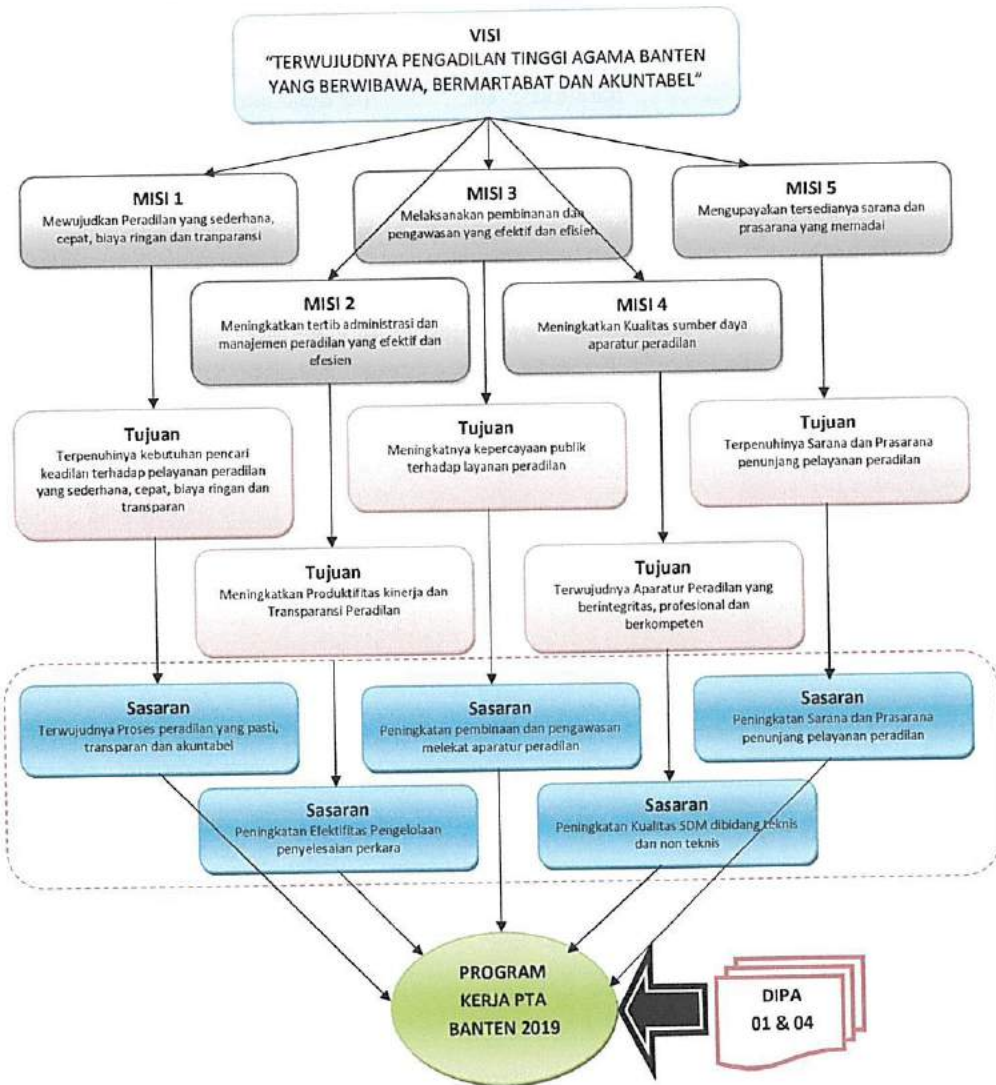 VISI
"TERWUJUDNYA PENGADILAN TINGGI AGAMA BANTEN
YANG BERWIBAWA, BERMARTABAT DAN AKUNTABEL"
MISI 1
Mewujudkan Peradilan yang sederhana,
cepat, biaya ringan dan tranparansi
MISI 3
Melaksanakan pembinanan dan
pengawasan yang efektif dan efisien
MISI 5
Mengupayakan tersedianya sarana dan
prasarana yang memadai
MISI 2
Meningkatkan tertib administrasi dan
manajemen peradilan yang efektif dan
efesien
MISI 4
Meningkatkan Kualitas sumber daya
aparatur peradilan
Tujuan
Terpenuhinya kebutuhan pencari
keadilan terhadap pelayanan peradilan
yang sederhana, cepat, biaya ringan dan
transparan
Tujuan
Meningkatnya kepercayaan publik
terhadap layanan peradilan
Tujuan
Terpenuhinya Sarana dan Prasarana
penunjang pelayanan peradilan
Tujuan
Meningkatkan Produktifitas kinerja dan
Transparansi Peradilan
Tujuan
Terwujudnya Aparatur Peradilan yang
berintegritas, profesional dan
berkompeten
Sasaran
Terwujudnya Proses peradilan yang pasti,
transparan dan akuntabel
Sasaran
Peningkatan pembinaan dan pengawasan
melekat aparatur peradilan
Sasaran
Peningkatan Sarana dan Prasarana
penunjang pelayanan peradilan
Sasaran
Peningkatan Efektifitas Pengelolaan
penyelesaian perkara
Sasaran
Peningkatan Kualitas SDM dibidang teknis
dan non teknis
PROGRAM
KERJA PTA
BANTEN 2019
DIPA
01 & 04